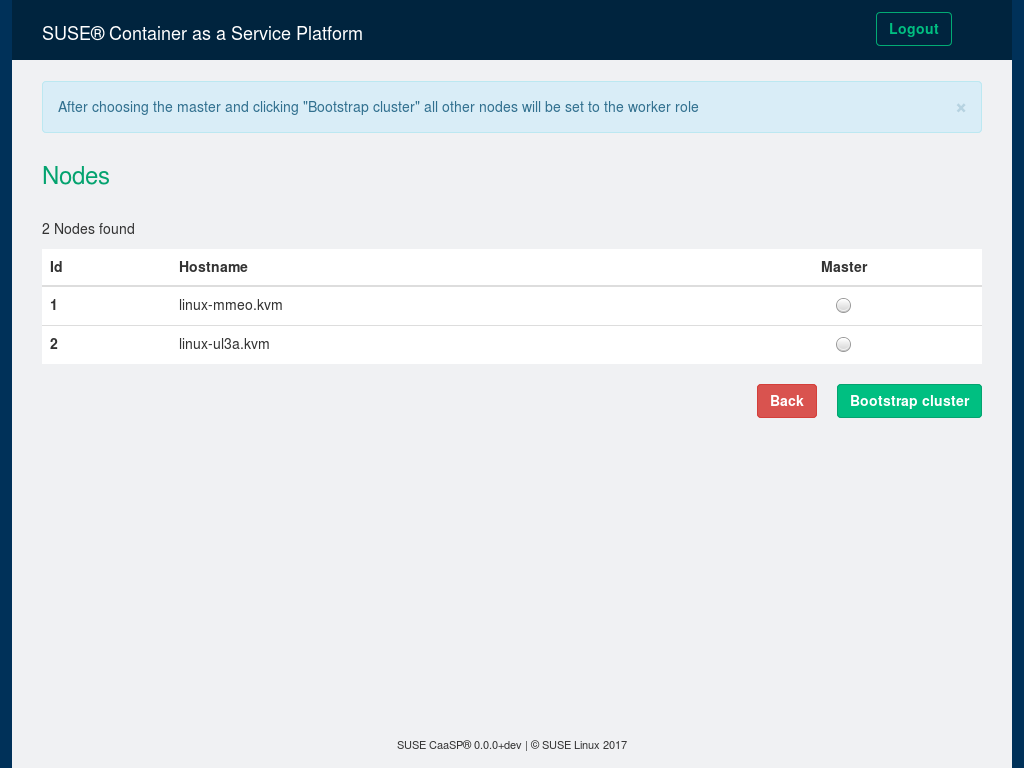 SUSE® Container as a Service Platform
Logout
After choosing the master and clicking "Bootstrap cluster" all other nodes will be set to the worker role ×
Nodes
2 Nodes found
Id Hostname Master
1 linux-mmeo.kvm
2 linux-ul3a.kvm
Back Bootstrap cluster
SUSE CaaSP® 0.0.0+dev | © SUSE Linux 2017